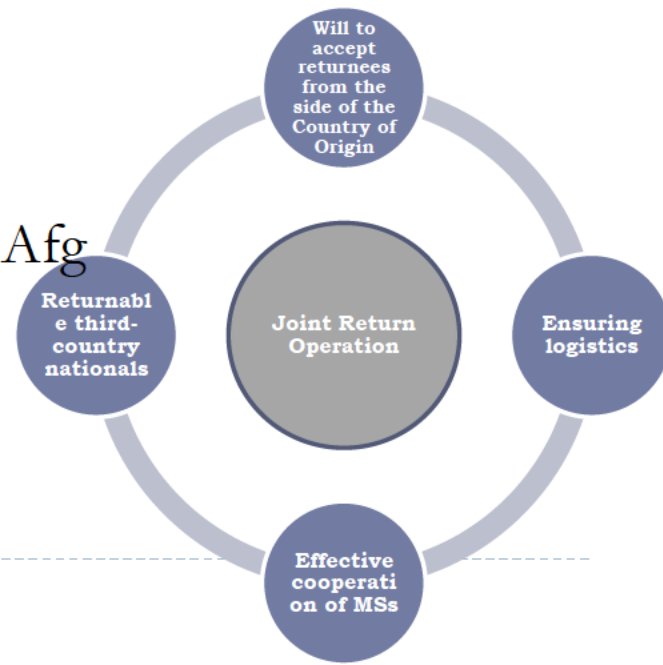 Will to
accept
returnees
from the
side of the
Country of
Origin
Afg
Returnabl
e third-
country
nationals
Joint Return
Operation
Ensuring
logistics
Effective
cooperati
on of MSs